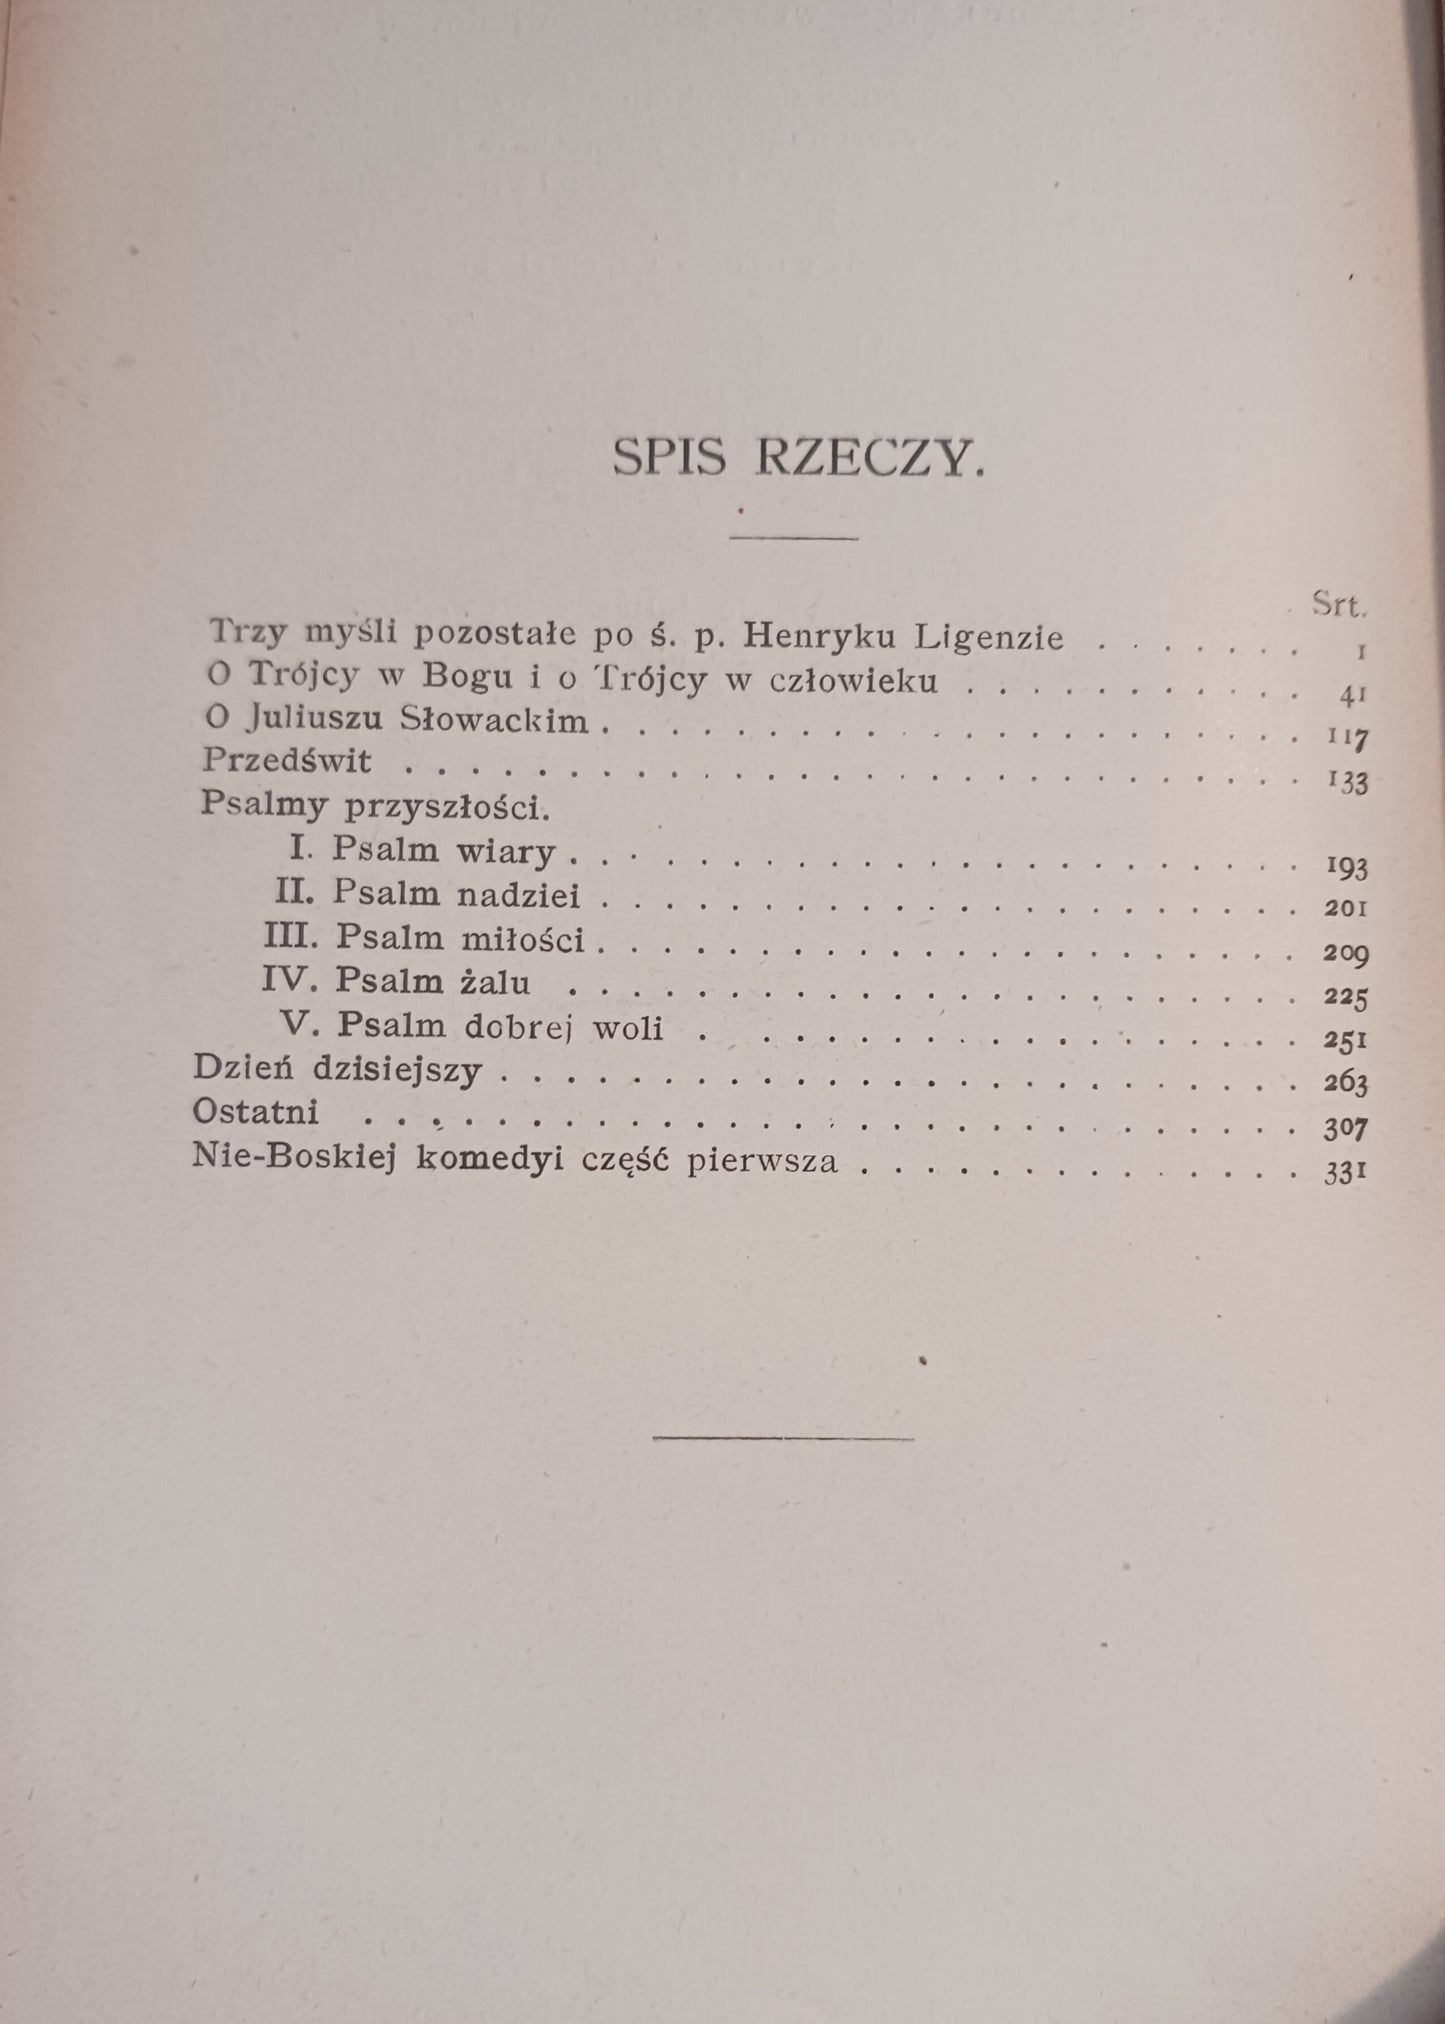 SPIS RZECZY.
Srt.
Trzy myśli pozostałe po ś. p. Henryku Ligenzie . . . . . . . 1
O Trójcy w Bogu i o Trójcy w człowieku . . . . . . . . . . . 41
O Juliuszu Słowackim . . . . . . . . . . . . . . . . . . . . . . 117
Przedświt . . . . . . . . . . . . . . . . . . . . . . . . . . . . 133
Psalmy przyszłości.
I. Psalm wiary . . . . . . . . . . . . . . . . . . . . . . . 193
II. Psalm nadziei . . . . . . . . . . . . . . . . . . . . . . 201
III. Psalm miłości . . . . . . . . . . . . . . . . . . . . . . 209
IV. Psalm żalu . . . . . . . . . . . . . . . . . . . . . . . 225
V. Psalm dobrej woli . . . . . . . . . . . . . . . . . . 251
Dzień dzisiejszy . . . . . . . . . . . . . . . . . . . . . . . . . 263
Ostatni . . . . . . . . . . . . . . . . . . . . . . . . . . . . . 307
Nie-Boskiej komedyi część pierwsza . . . . . . . . . . . . . . 331